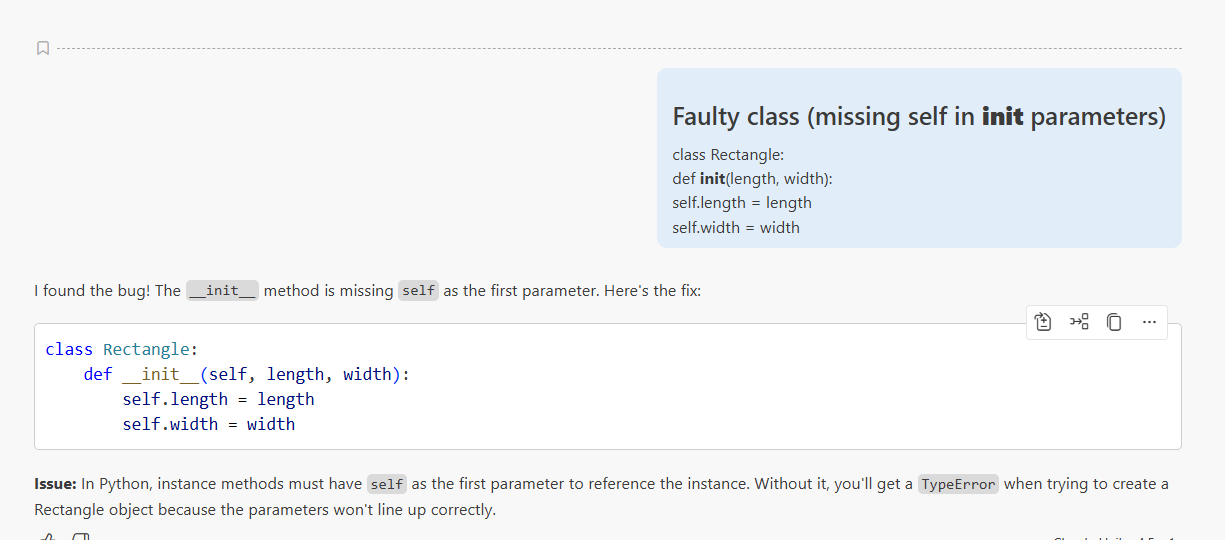 Faulty class (missing self in init parameters)
class Rectangle:
def init(length, width):
self.length = length
self.width = width
I found the bug! The __init__ method is missing self as the first parameter. Here's the fix:
class Rectangle:
    def __init__(self, length, width):
        self.length = length
        self.width = width
Issue: In Python, instance methods must have self as the first parameter to reference the instance. Without it, you'll get a TypeError when trying to create a
Rectangle object because the parameters won't line up correctly.